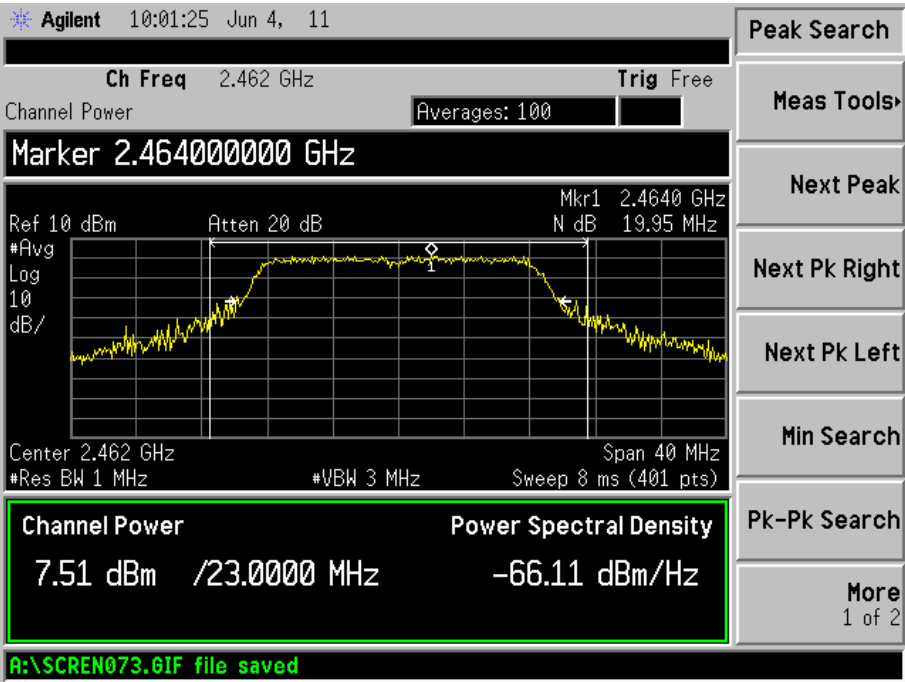 Agilent 10:01:25 Jun 4, 11
Peak Search
Ch Freq 2.462 GHz Trig Free
Channel Power Averages: 100
Meas Tools
Marker 2.464000000 GHz
Mkr1 2.4640 GHz
Ref 10 dBm Atten 20 dB N dB 19.95 MHz
#Avg
Log
10
dB/
1
Center 2.462 GHz Span 40 MHz
#Res BW 1 MHz #VBW 3 MHz Sweep 8 ms (401 pts)
Channel Power Power Spectral Density
7.51 dBm /23.0000 MHz -66.11 dBm/Hz
Next Peak
Next Pk Right
Next Pk Left
Min Search
Pk-Pk Search
More
1 of 2
A:\SCREN073.GIF file saved